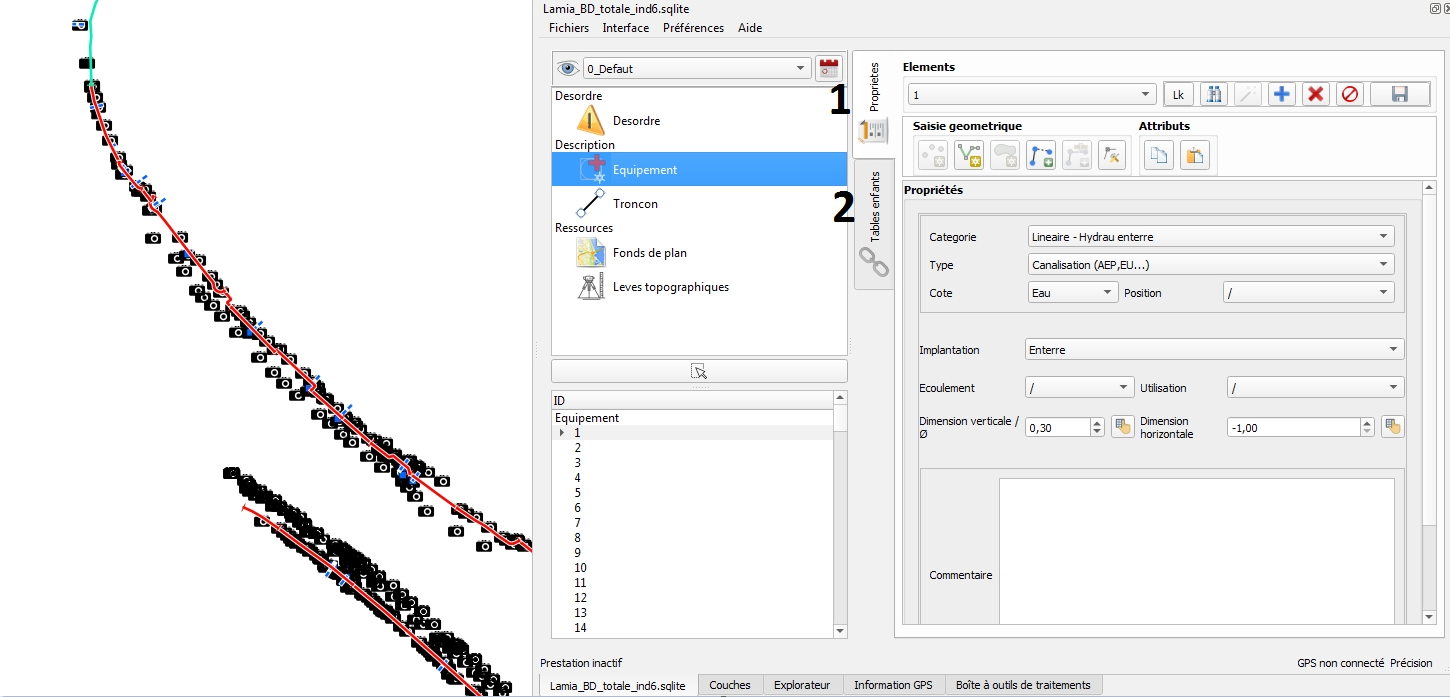 Lamia_BD_totale_ind6.sqlite
Fichiers Interface Préférences Aide
0_Defaut
Desordre
Desordre
Description
Equipement
Troncon
Ressources
Fonds de plan
Leves topographiques
ID
Equipement
1
2
3
4
5
6
7
8
9
10
11
12
13
14
1
Proprietes
2
Tables enfants
Elements
1
Lk
Saisie geometrique
Attributs
Propriétés
Categorie
Lineaire - Hydrau enterre
Type
Canalisation (AEP,EU...)
Cote
Eau
Position
/
Implantation
Enterre
Ecoulement
/
Utilisation
/
Dimension verticale /
Ø
0,30
Dimension
horizontale
-1,00
Commentaire
Prestation inactif
GPS non connecté Précision
Lamia_BD_totale_ind6.sqlite Couches Explorateur Information GPS Boîte à outils de traitements